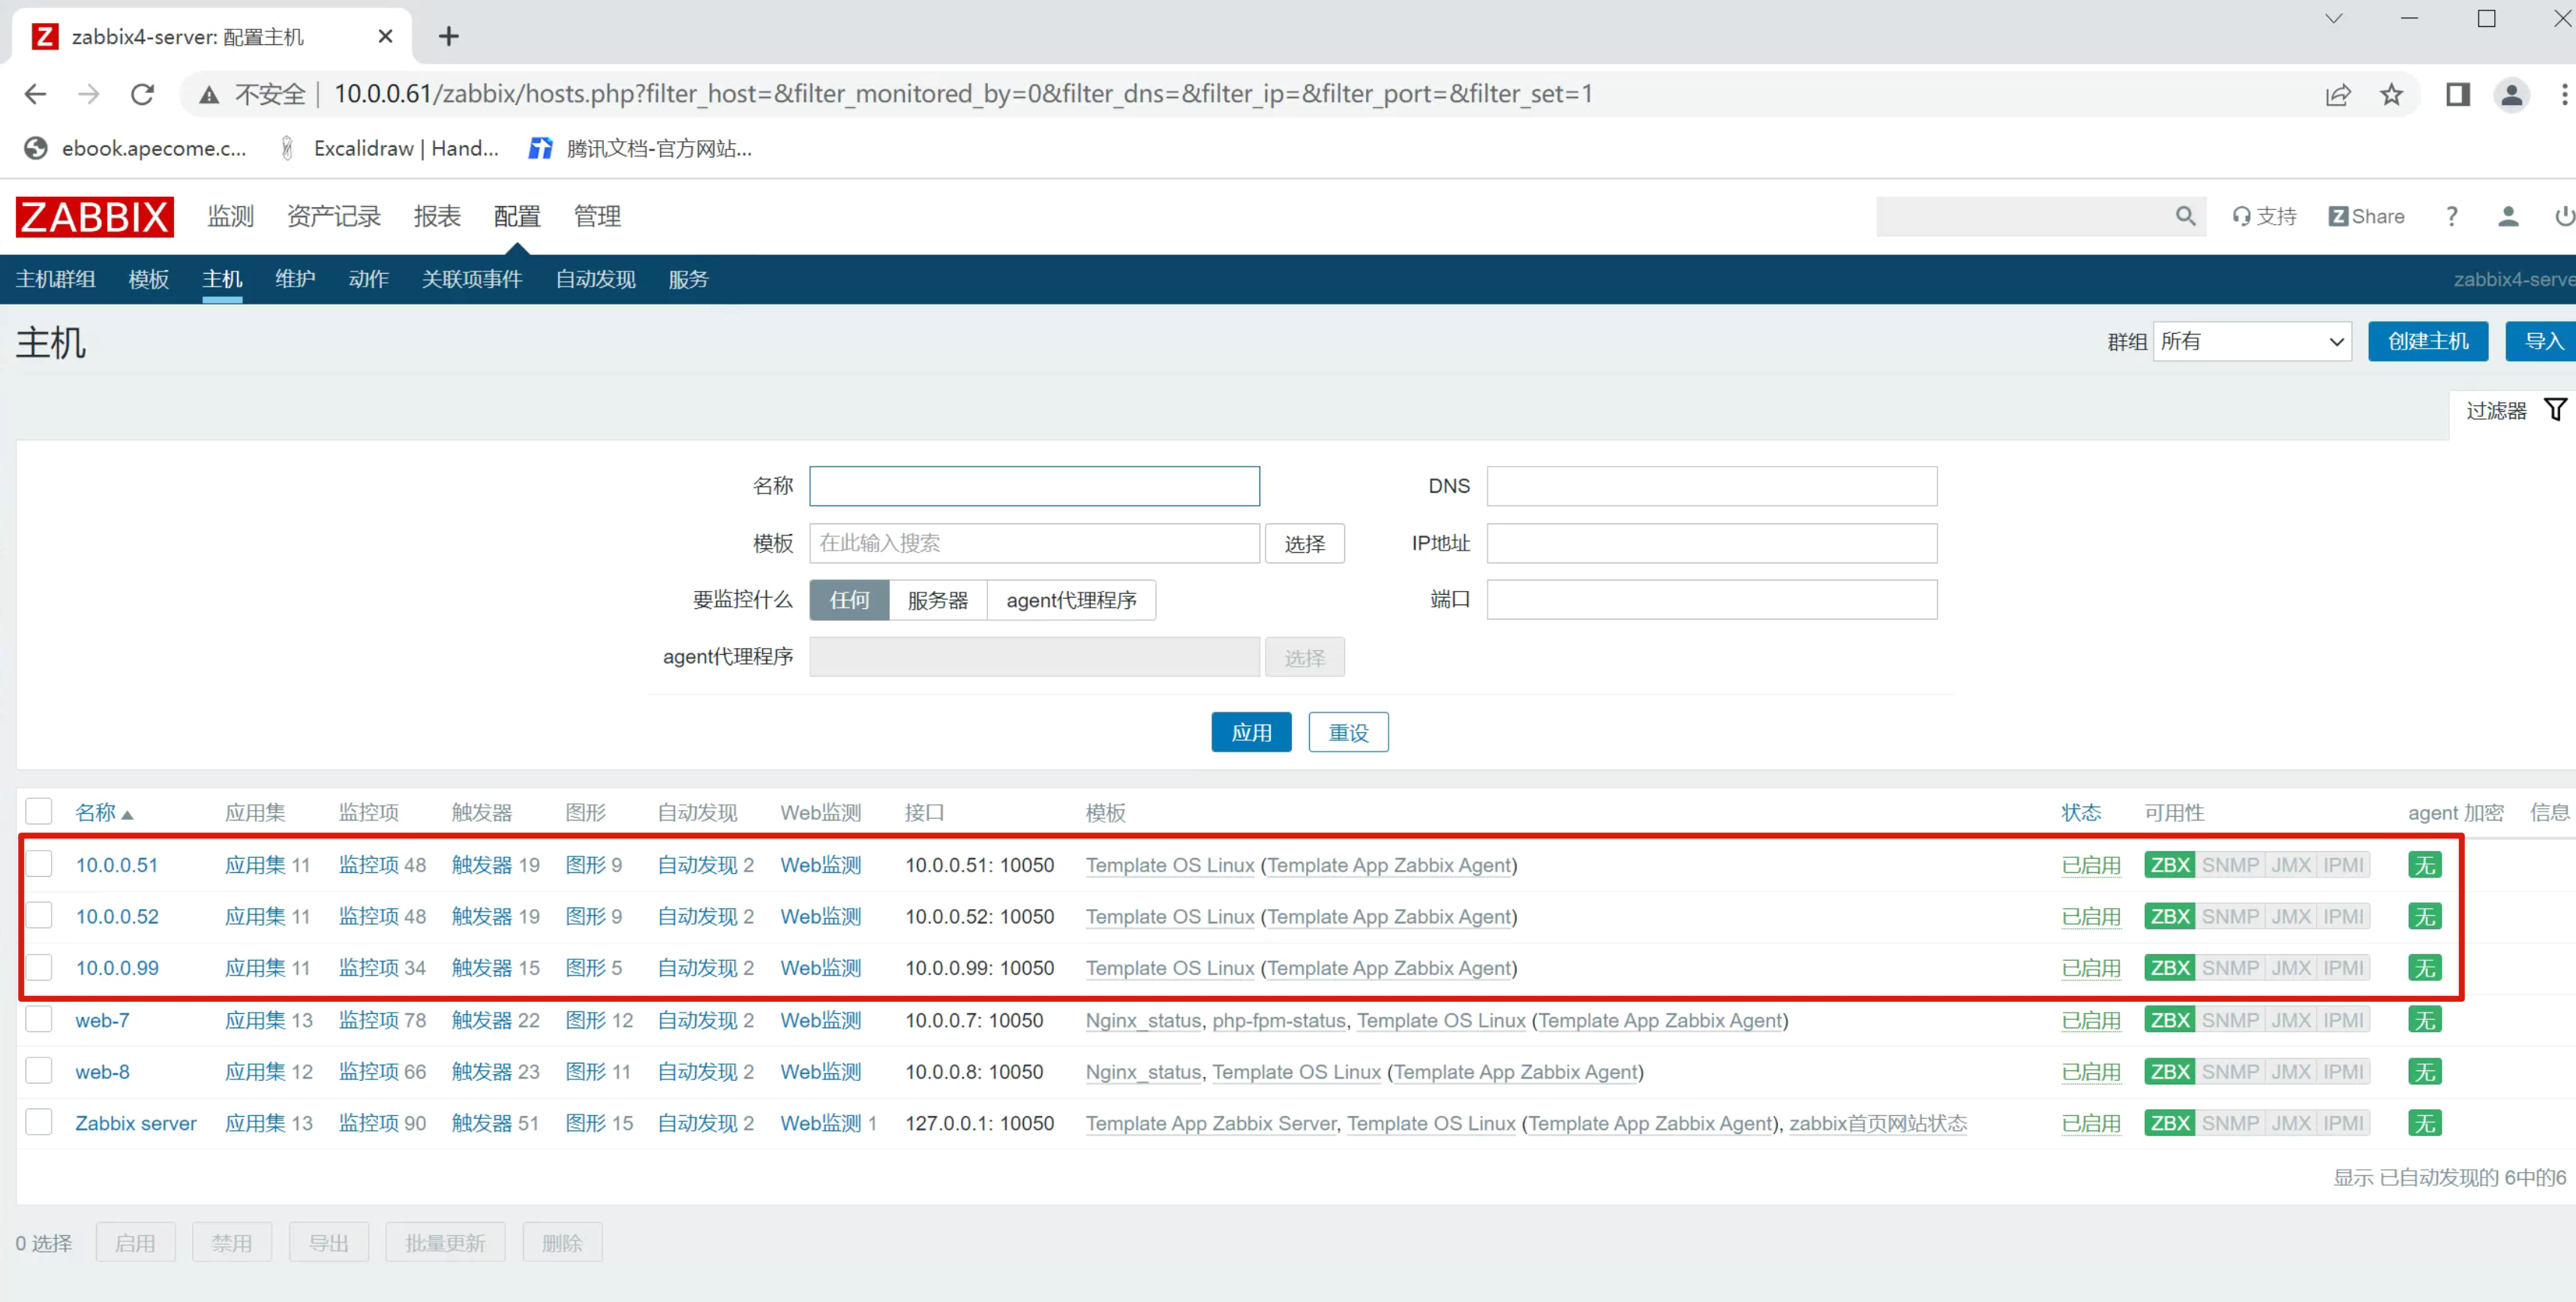 zabbix4-server: 配置主机
不安全 | 10.0.0.61/zabbix/hosts.php?filter_host=&filter_monitored_by=0&filter_dns=&filter_ip=&filter_port=&filter_set=1
ebook.apecome.c... Excalidraw | Hand... 腾讯文档-官方网站...
ZABBIX 监测 资产记录 报表 配置 管理 支持 Z Share ?
主机群组 模板 主机 维护 动作 关联项事件 自动发现 服务 zabbix4-serve
主机 群组 所有 创建主机 导入
过滤器
名称 DNS
模板 在此输入搜索 选择 IP地址
要监控什么 任何 服务器 agent代理程序 端口
agent代理程序 选择
应用 重设
名称 应用集 监控项 触发器 图形 自动发现 Web监测 接口 模板 状态 可用性 agent 加密 信息
10.0.0.51 应用集 11 监控项 48 触发器 19 图形 9 自动发现 2 Web监测 10.0.0.51: 10050 Template OS Linux (Template App Zabbix Agent) 已启用 ZBX SNMP JMX IPMI 无
10.0.0.52 应用集 11 监控项 48 触发器 19 图形 9 自动发现 2 Web监测 10.0.0.52: 10050 Template OS Linux (Template App Zabbix Agent) 已启用 ZBX SNMP JMX IPMI 无
10.0.0.99 应用集 11 监控项 34 触发器 15 图形 5 自动发现 2 Web监测 10.0.0.99: 10050 Template OS Linux (Template App Zabbix Agent) 已启用 ZBX SNMP JMX IPMI 无
web-7 应用集 13 监控项 78 触发器 22 图形 12 自动发现 2 Web监测 10.0.0.7: 10050 Nginx_status, php-fpm-status, Template OS Linux (Template App Zabbix Agent) 已启用 ZBX SNMP JMX IPMI 无
web-8 应用集 12 监控项 66 触发器 23 图形 11 自动发现 2 Web监测 10.0.0.8: 10050 Nginx_status, Template OS Linux (Template App Zabbix Agent) 已启用 ZBX SNMP JMX IPMI 无
Zabbix server 应用集 13 监控项 90 触发器 51 图形 15 自动发现 2 Web监测 1 127.0.0.1: 10050 Template App Zabbix Server, Template OS Linux (Template App Zabbix Agent), zabbix首页网站状态 已启用 ZBX SNMP JMX IPMI 无
显示 已自动发现的 6中的6
0 选择 启用 禁用 导出 批量更新 删除